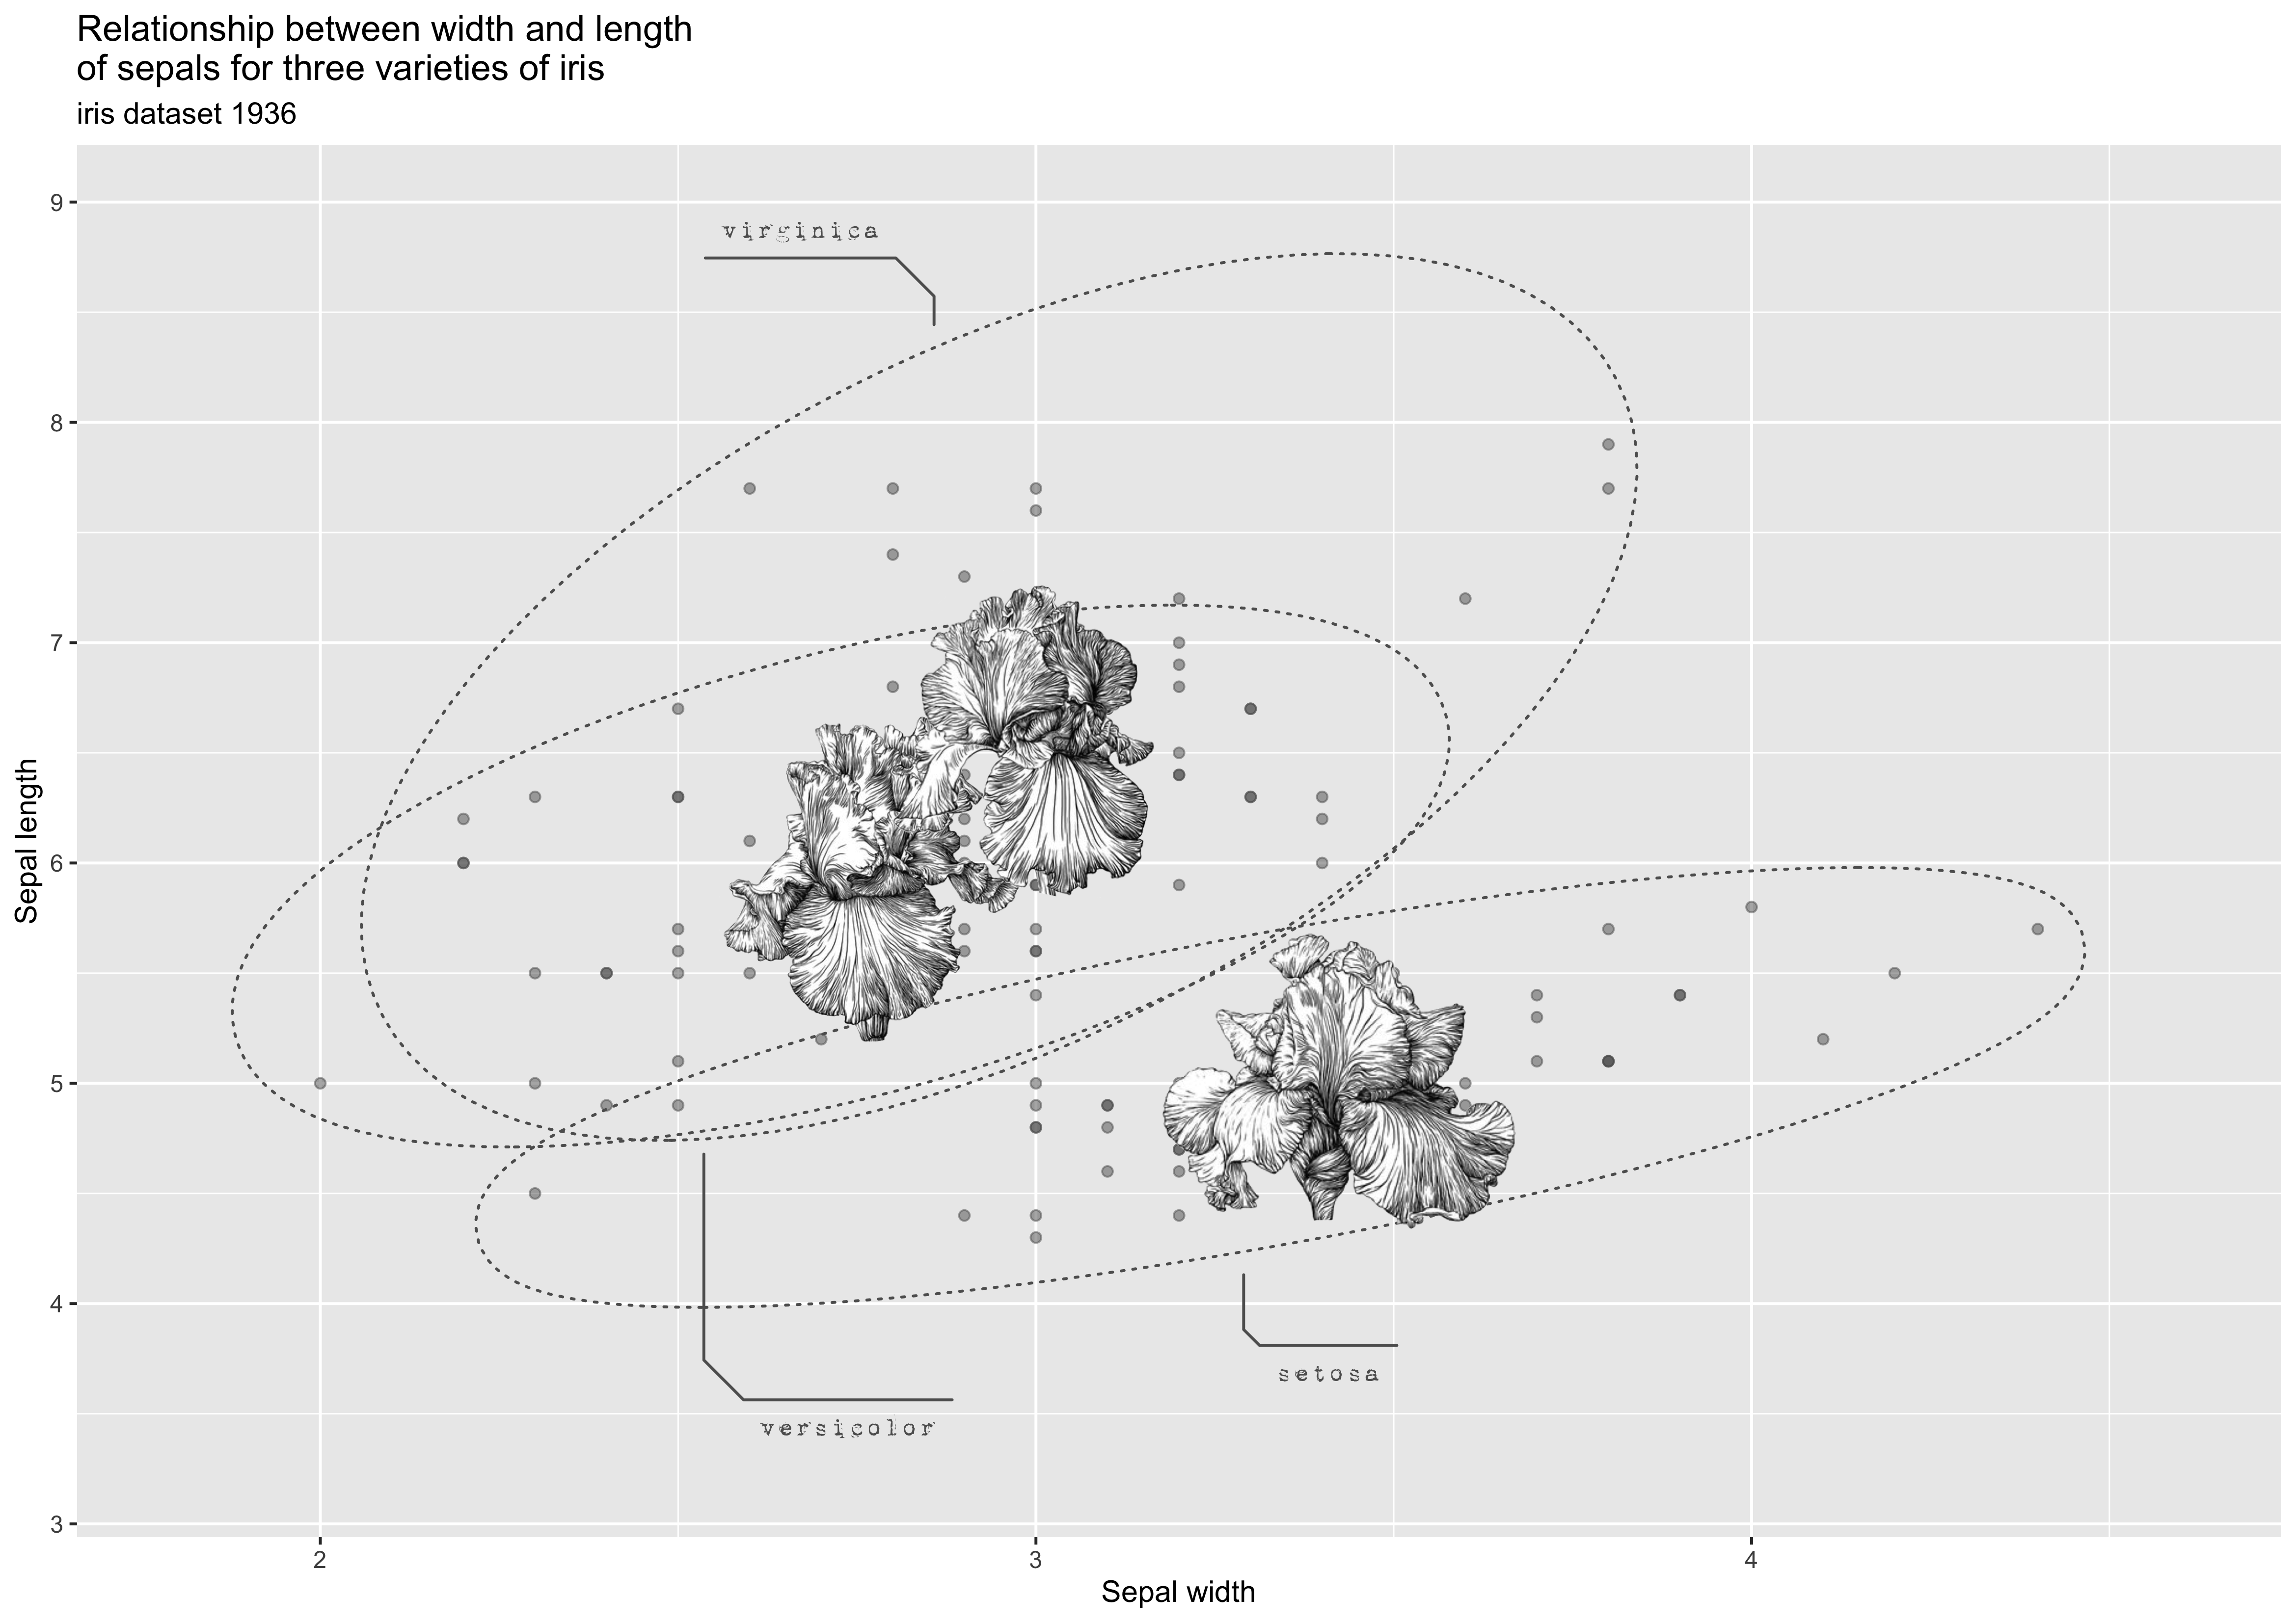 Relationship between width and length
of sepals for three varieties of iris
iris dataset 1936
9
virginica
8
7
6
5
4
setosa
versicolor
3
2
3
4
Sepal length
Sepal width